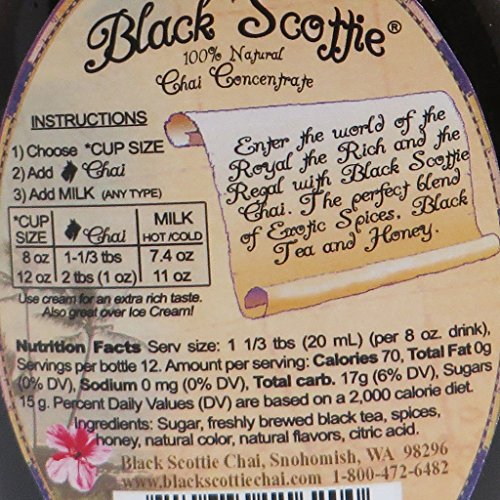 Black Scottie®
100% Natural
Chai Concentrate
INSTRUCTIONS
1) Choose *CUP SIZE
2) Add Chai
3) Add MILK (ANY TYPE)
*CUP SIZE Chai MILK HOT/COLD
8 oz 1-1/3 tbs 7.4 oz
12 oz 2 tbs (1 oz) 11 oz
Use cream for an extra rich taste.
Also great over Ice Cream!
Enter the world of the
Royal the Rich and the
Regal with Black Scottie
Chai. The perfect blend
of Exotic Spices, Black
Tea and Honey.
Nutrition Facts Serv size: 1 1/3 tbs (20 mL) (per 8 oz. drink),
Servings per bottle 12. Amount per serving: Calories 70, Total Fat 0g
(0% DV), Sodium 0 mg (0% DV), Total carb. 17g (6% DV), Sugars
15 g. Percent Daily Values (DV) are based on a 2,000 calorie diet.
Ingredients: Sugar, freshly brewed black tea, spices,
honey, natural color, natural flavors, citric acid.
Black Scottie Chai, Snohomish, WA 98296
www.blackscottiechai.com 1-800-472-6482